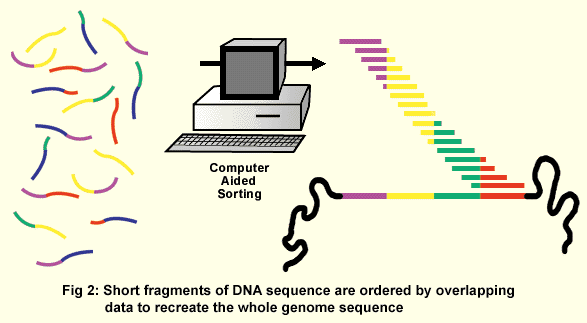 Computer
Aided
Sorting
Fig 2: Short fragments of DNA sequence are ordered by overlapping
data to recreate the whole genome sequence